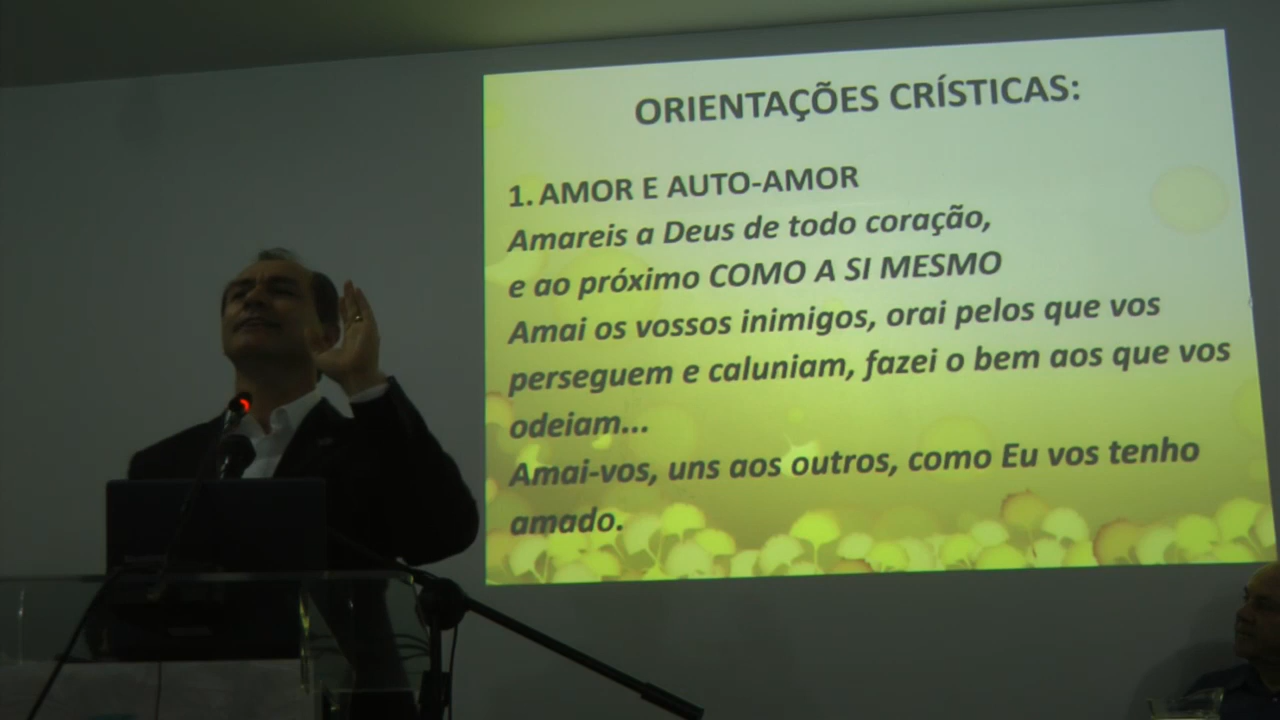 ORIENTAÇÕES CRÍSTICAS:
1. AMOR E AUTO-AMOR
Amareis a Deus de todo coração,
e ao próximo COMO A SI MESMO
Amai os vossos inimigos, orai pelos que vos
perseguem e caluniam, fazei o bem aos que vos
odeiam...
Amai-vos, uns aos outros, como Eu vos tenho
amado.